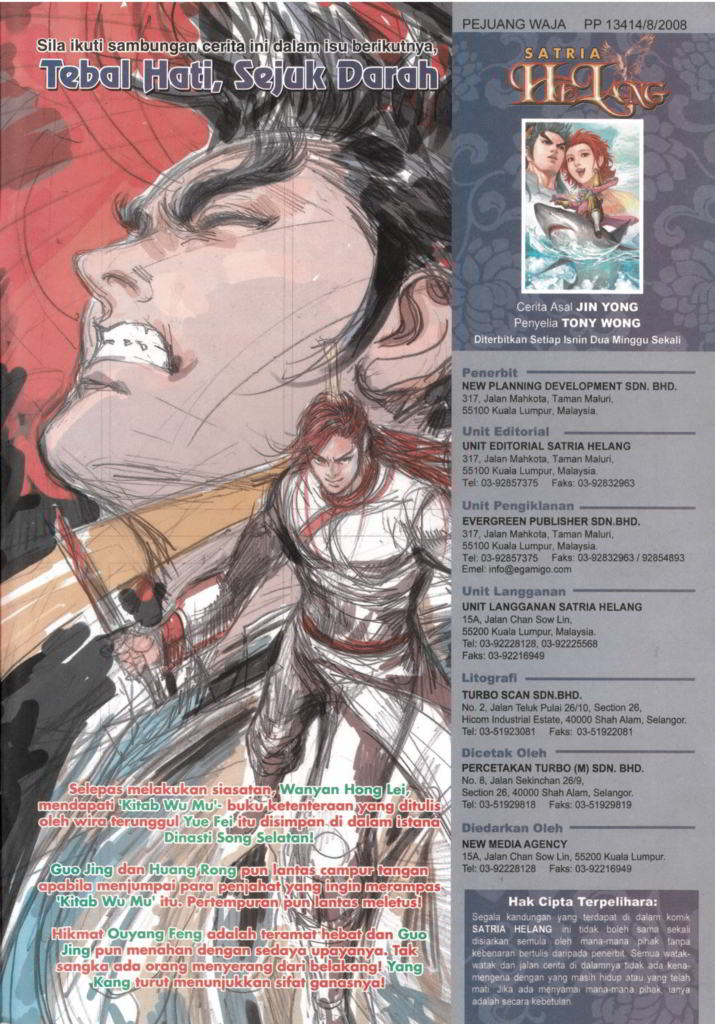 Sila ikuti sambungan cerita ini dalam isu berikutnya,
Tebal Hati, Sejuk Darah
Selepas melakukan siasatan, Wanyan Hong Lei,
mendapati 'Kitab Wu Mu'- buku ketenteraan yang ditulis
oleh wira terunggul Yue Fei itu disimpan di dalam istana
Dinasti Song Selatan!
Guo Jing dan Huang Rong pun lantas campur tangan
apabila menjumpai para penjahat yang ingin merampas
'Kitab Wu Mu' itu. Pertempuran pun lantas meletus!
Hikmat Ouyang Feng adalah teramat hebat dan Guo
Jing pun menahan dengan sedaya upayanya. Tak
sangka ada orang menyerang dari belakang! Yang
Kang turut menunjukkan sifat ganasnya!
PEJUANG WAJA PP 13414/8/2008
SATRIA
HELANG
Cerita Asal JIN YONG
Penyelia TONY WONG
Diterbitkan Setiap Isnin Dua Minggu Sekali
Penerbit
NEW PLANNING DEVELOPMENT SDN. BHD.
317, Jalan Mahkota, Taman Maluri,
55100 Kuala Lumpur, Malaysia.
Unit Editorial
UNIT EDITORIAL SATRIA HELANG
317, Jalan Mahkota, Taman Maluri,
55100 Kuala Lumpur, Malaysia.
Tel: 03-92857375 Faks: 03-92832963
Unit Pengiklanan
EVERGREEN PUBLISHER SDN.BHD.
317, Jalan Mahkota, Taman Maluri,
55100 Kuala Lumpur, Malaysia.
Tel: 03-92857375 Faks: 03-92832963 / 92854893
Emel: info@egamigo.com
Unit Langganan
UNIT LANGGANAN SATRIA HELANG
15A, Jalan Chan Sow Lin,
55200 Kuala Lumpur, Malaysia.
Tel: 03-92228128, 03-92225568
Faks: 03-92216949
Litografi
TURBO SCAN SDN.BHD.
No. 2, Jalan Teluk Pulai 26/10, Section 26,
Hicom Industrial Estate, 40000 Shah Alam, Selangor.
Tel: 03-51923081 Faks: 03-51922081
Dicetak Oleh
PERCETAKAN TURBO (M) SDN. BHD.
No. 8, Jalan Sekinchan 26/9,
Section 26, 40000 Shah Alam, Selangor.
Tel: 03-51929818 Faks: 03-51929819
Diedarkan Oleh
NEW MEDIA AGENCY
15A, Jalan Chan Sow Lin, 55200 Kuala Lumpur.
Tel: 03-92228128 Faks: 03-92216949
Hak Cipta Terpelihara:
Segala kandungan yang terdapat di dalam komik
SATRIA HELANG ini tidak boleh sama sekali
disiarkan semula oleh mana-mana pihak tanpa
kebenaran bertulis daripada penerbit. Semua watak-
watak dan jalan cerita di dalamnya tidak ada kena-
mengena dengan yang masih hidup atau yang telah
mati. Jika ada menyamai mana-mana pihak, ianya
adalah secara kebetulan.